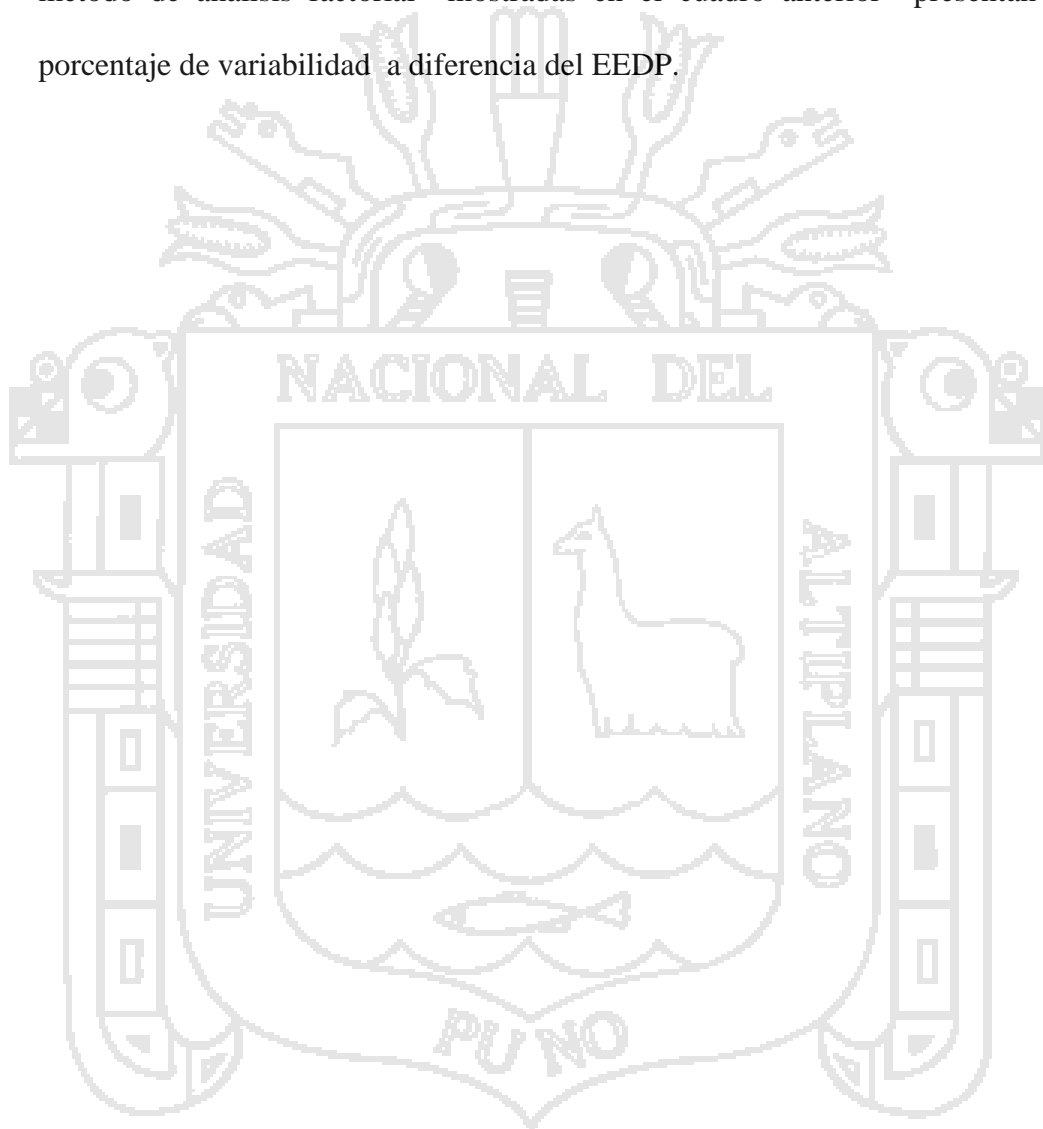 método de análisis factorial mostradas en el cuadro anterior presentan
porcentaje de variabilidad a diferencia del EEDP.
NACIONAL DEL
UNIVERSIDAD
ALTIPLANO
PUNO